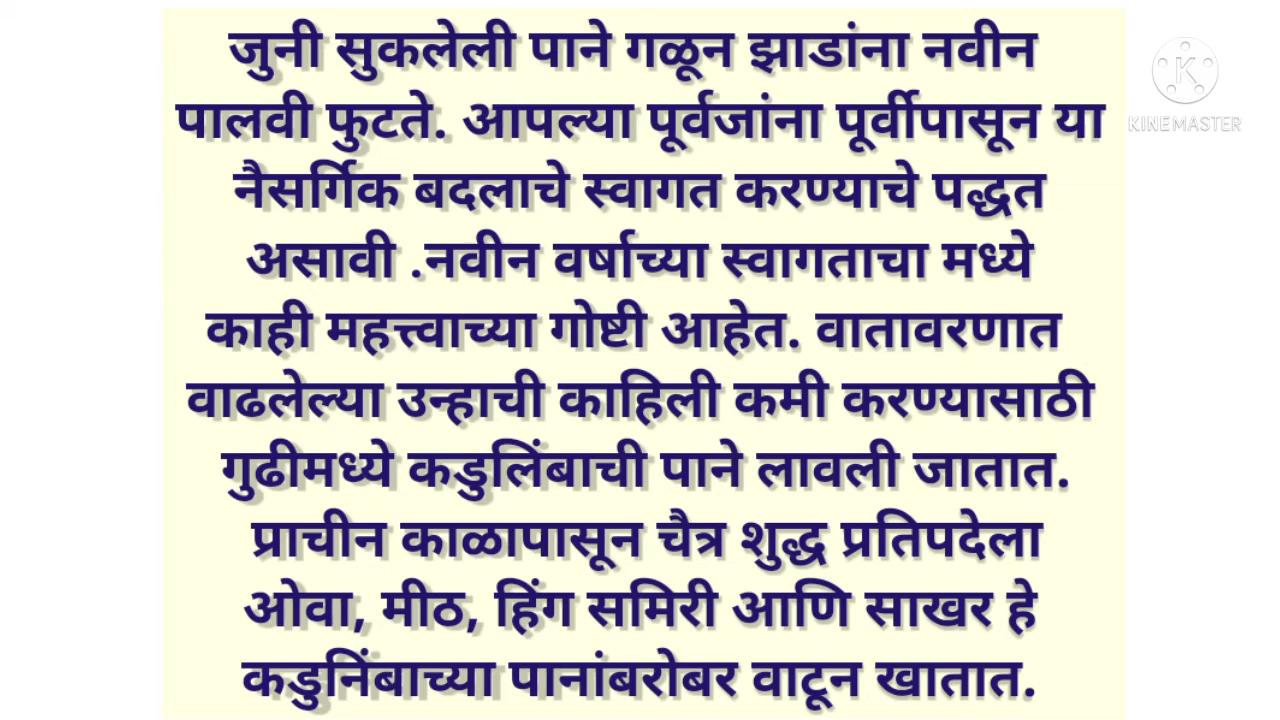 जुनी सुकलेली पाने गळून झाडांना नवीन
पालवी फुटते. आपल्या पूर्वजांना पूर्वीपासून या
नैसर्गिक बदलाचे स्वागत करण्याचे पद्धत
असावी .नवीन वर्षाच्या स्वागताचा मध्ये
काही महत्त्वाच्या गोष्टी आहेत. वातावरणात
वाढलेल्या उन्हाची काहिली कमी करण्यासाठी
गुढीमध्ये कडुलिंबाची पाने लावली जातात.
प्राचीन काळापासून चैत्र शुद्ध प्रतिपदेला
ओवा, मीठ, हिंग समिरी आणि साखर हे
कडुनिंबाच्या पानांबरोबर वाटून खातात.
K
KINEMASTER